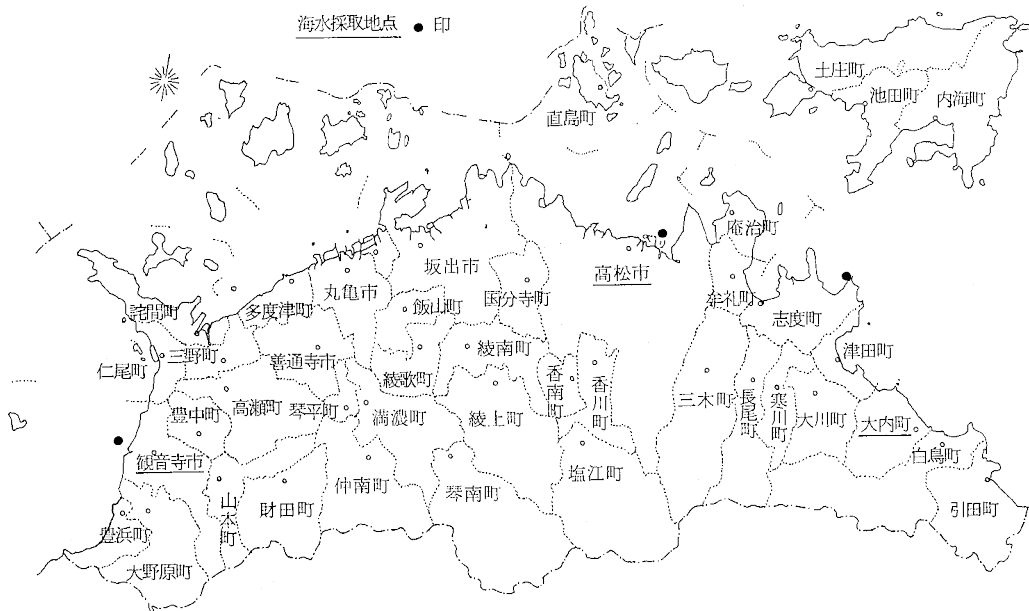 海水採取地点 ● 印
土庄町
池田町
内海町
直島町
庵治町
坂出市
高松市
丸亀市
国分寺町
牟礼町
多度津町
飯山町
志度町
詫間町
三野町
善通寺市
綾南町
津田町
仁尾町
綾歌町
香南町
香川町
三木町
長尾町
寒川町
大川町
大内町
豊中町
高瀬町
琴平町
満濃町
綾上町
白鳥町
観音寺市
山本町
財田町
仲南町
琴南町
塩江町
引田町
豊浜町
大野原町